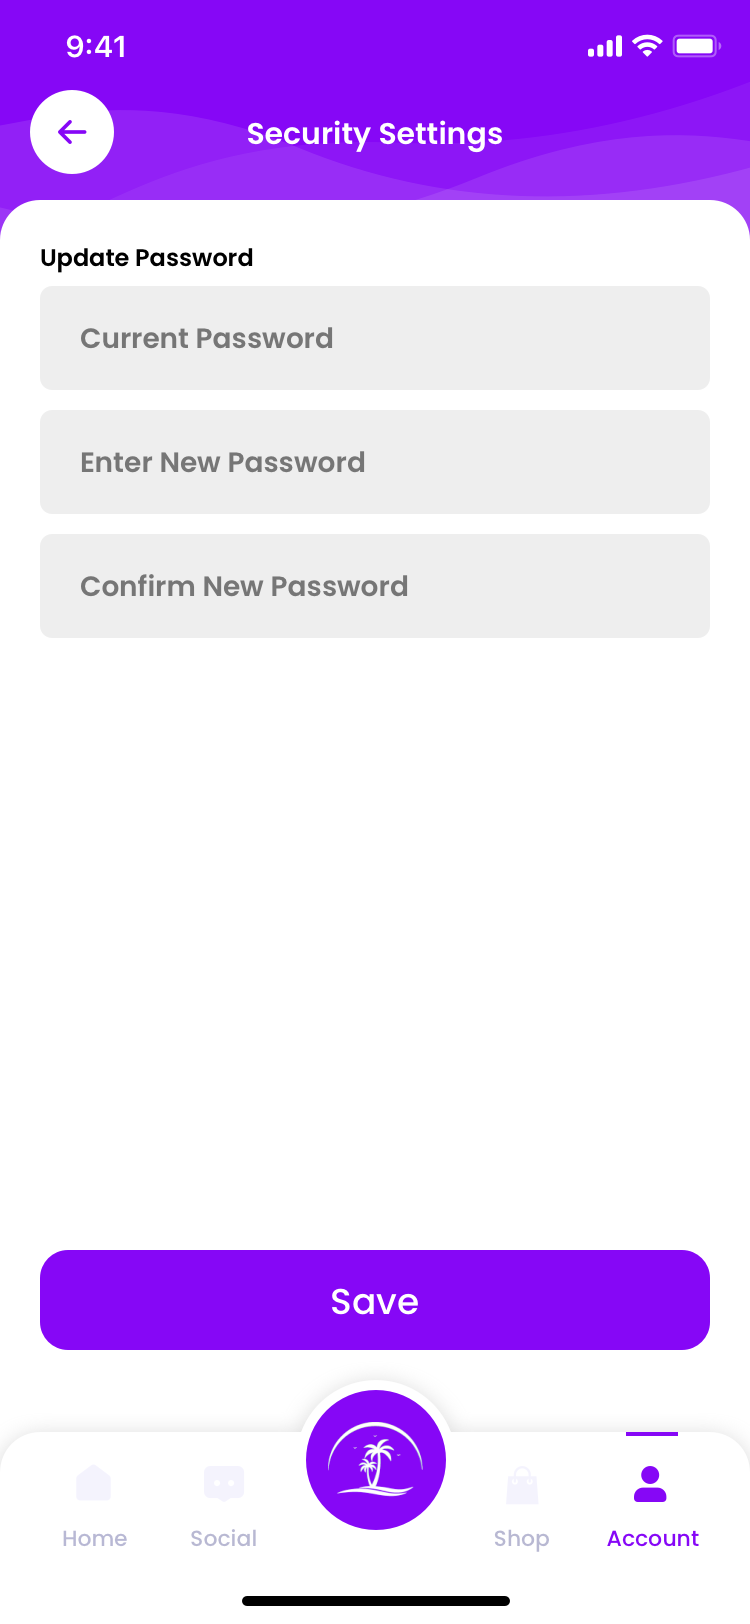 9:41
Security Settings
Update Password
Current Password
Enter New Password
Confirm New Password
Save
Home
Social
Shop
Account